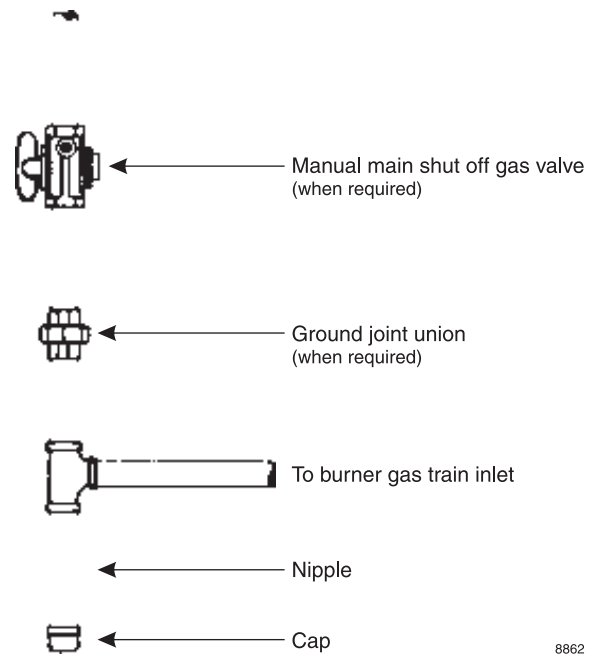 Manual main shut off gas valve
(when required)
Ground joint union
(when required)
To burner gas train inlet
Nipple
Cap
8862